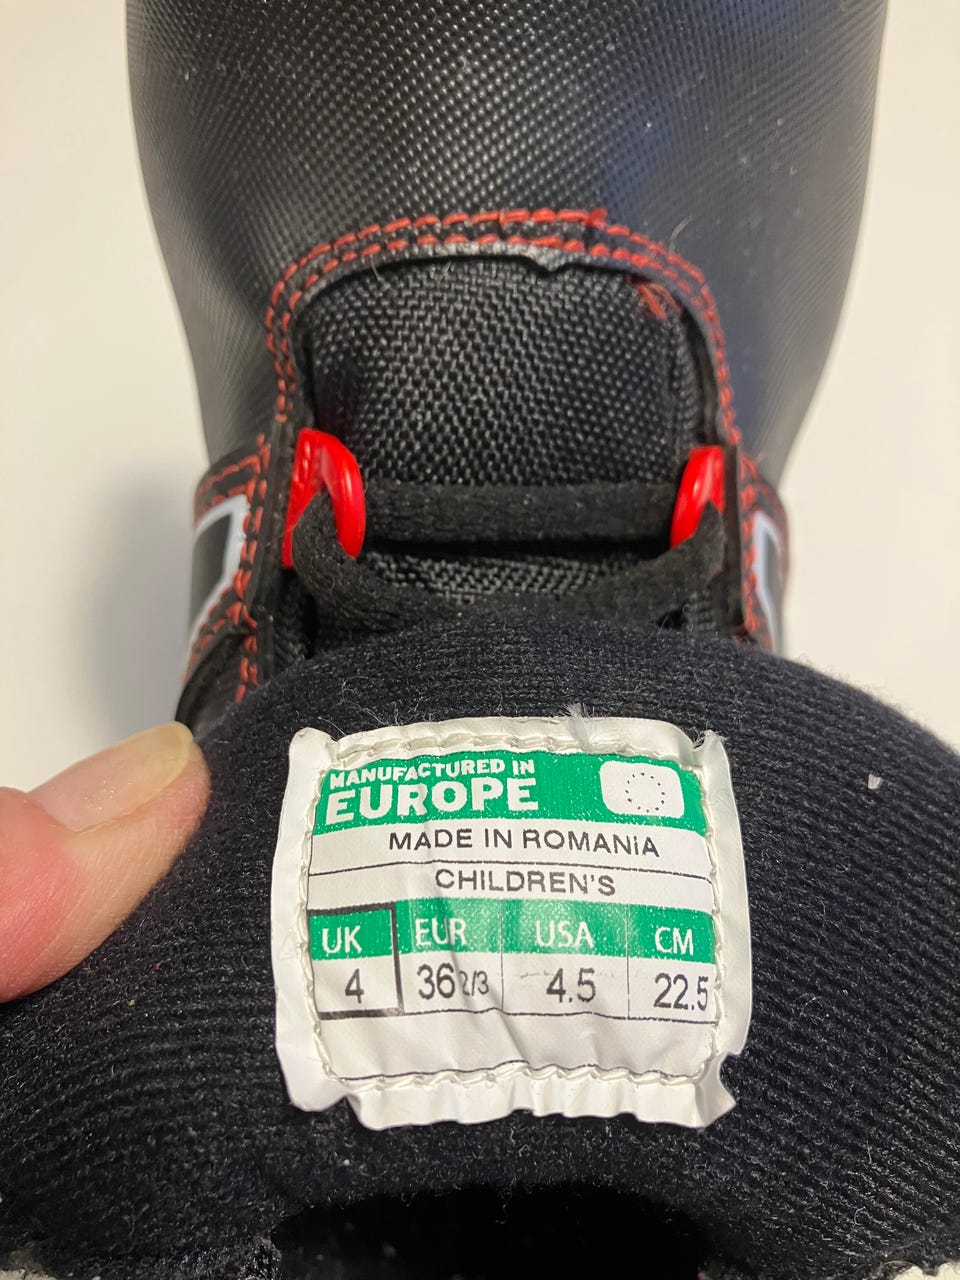 MANUFACTURED IN
EUROPE
MADE IN ROMANIA
CHILDREN'S
UK EUR USA CM
4 36 2/3 4.5 22.5